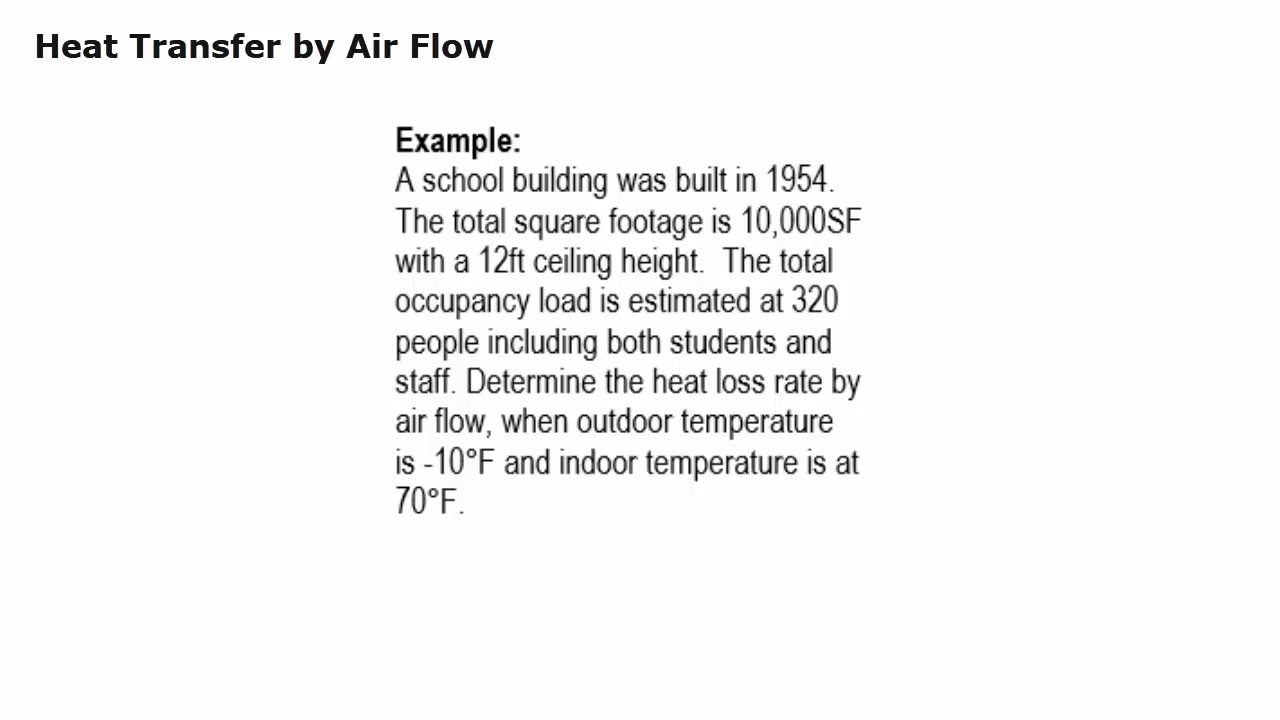 Heat Transfer by Air Flow
Example:
A school building was built in 1954.
The total square footage is 10,000SF
with a 12ft ceiling height.  The total
occupancy load is estimated at 320
people including both students and
staff. Determine the heat loss rate by
air flow, when outdoor temperature
is -10°F and indoor temperature is at
70°F.